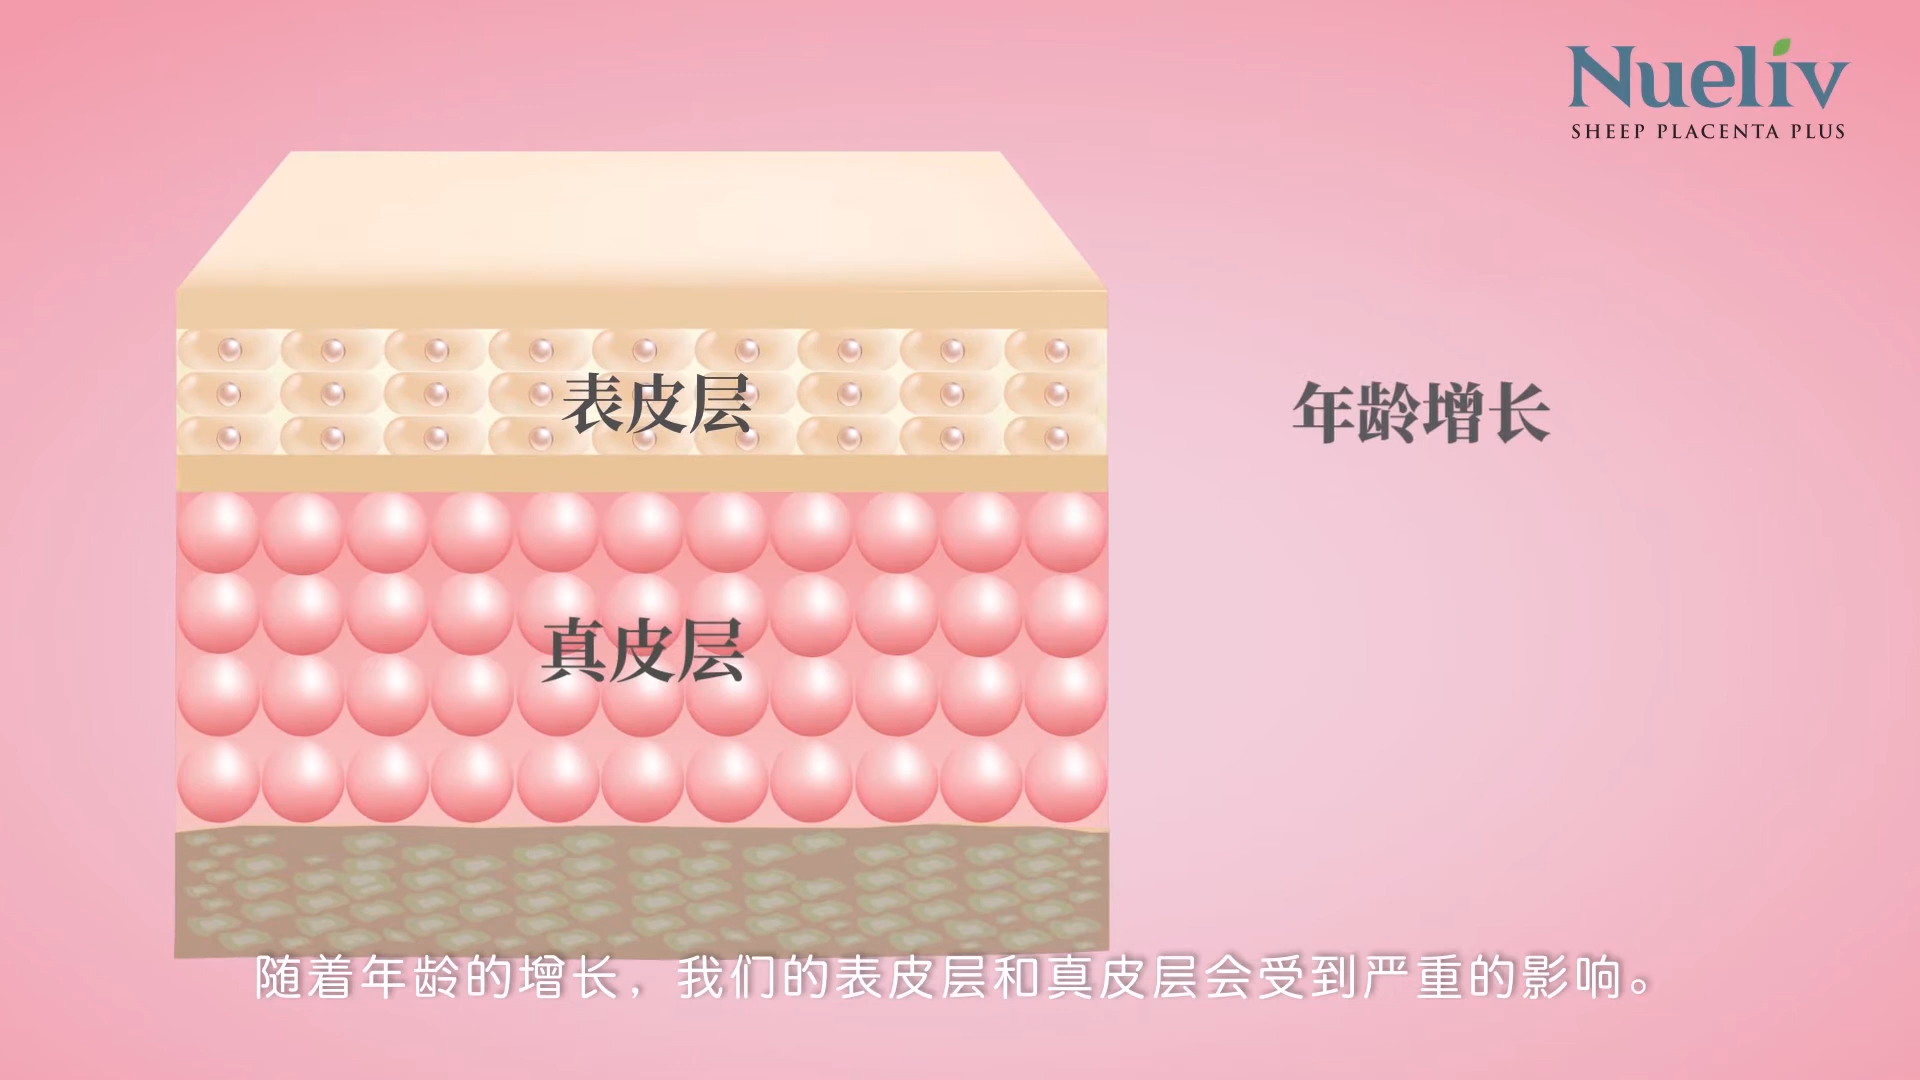 Nueliv
SHEEP PLACENTA PLUS
表皮层
年龄增长
真皮层
随着年龄的增长，我们的表皮层和真皮层会受到严重的影响。